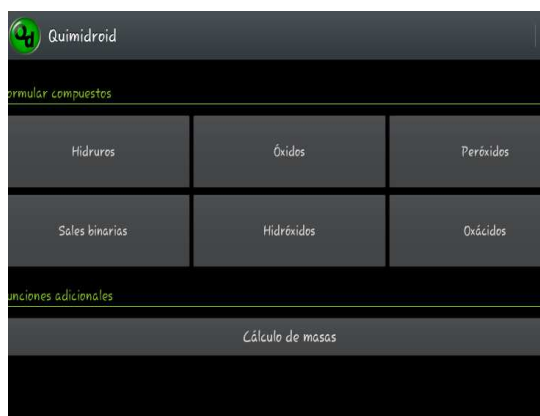 Quimidroid
ormular compuestos
Hidruros
Óxidos
Peróxidos
Sales binarias
Hidróxidos
Oxácidos
unciones adicionales
Cálculo de masas